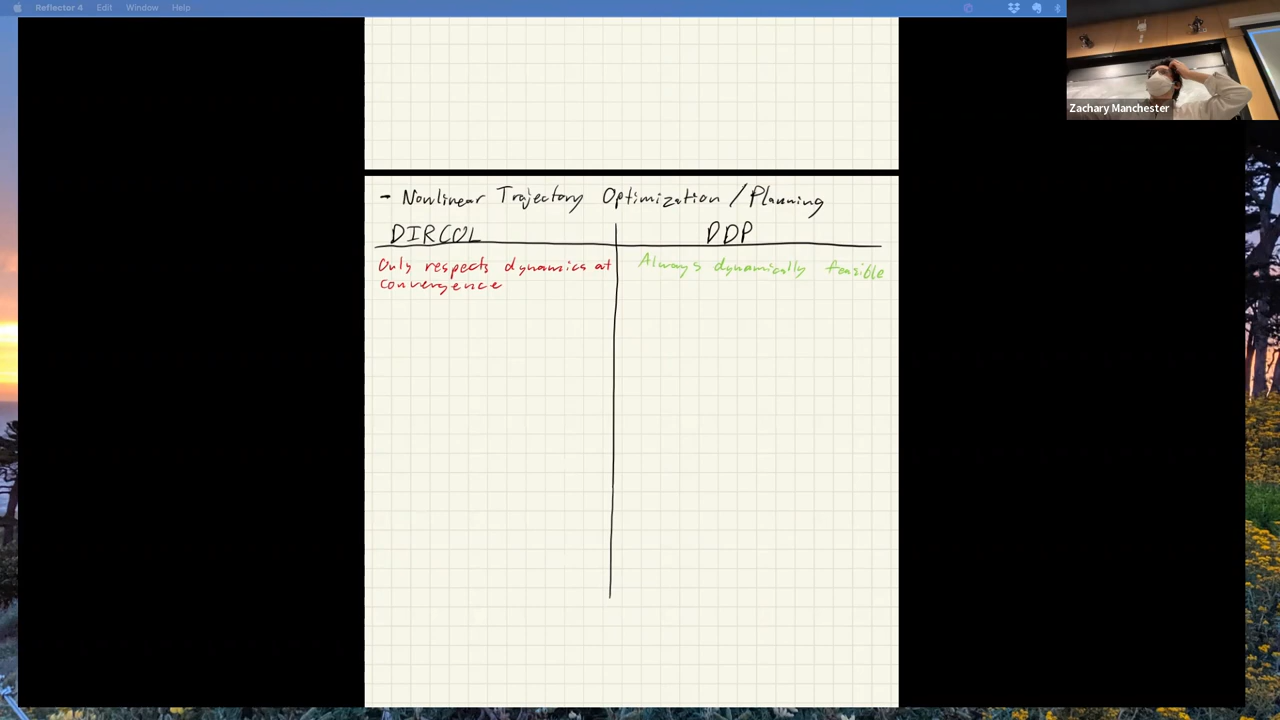 Reflector 4 Edit Window Help
Zachary Manchester
- Nonlinear Trajectory Optimization / Planning
DIRCOL DDP
Only respects dynamics at
convergence
Always dynamically feasible